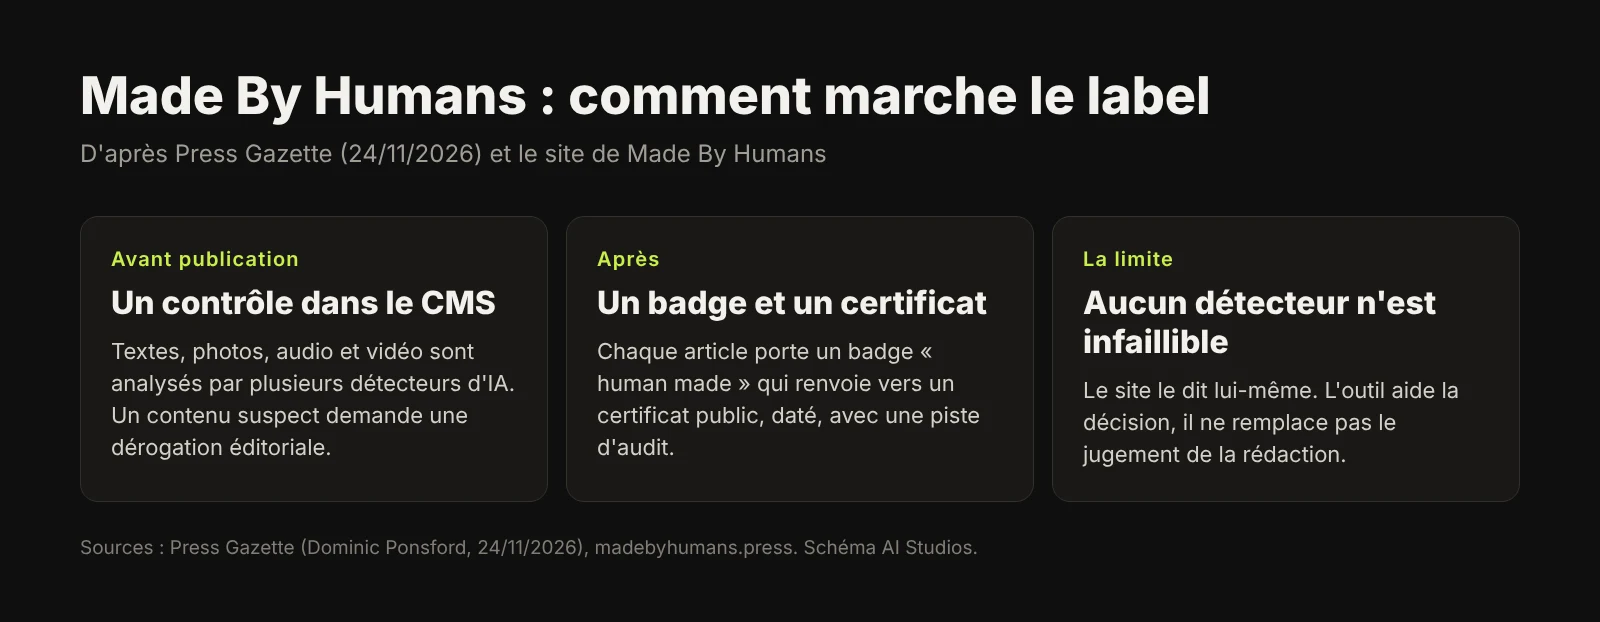 Made By Humans : comment marche le label
D'après Press Gazette (24/11/2026) et le site de Made By Humans
Avant publication
Un contrôle dans le CMS
Textes, photos, audio et vidéo sont
analysés par plusieurs détecteurs d'IA.
Un contenu suspect demande une
dérogation éditoriale.
Après
Un badge et un certificat
Chaque article porte un badge «
human made » qui renvoie vers un
certificat public, daté, avec une piste
d'audit.
La limite
Aucun détecteur n'est
infaillible
Le site le dit lui-même. L'outil aide la
décision, il ne remplace pas le
jugement de la rédaction.
Sources : Press Gazette (Dominic Ponsford, 24/11/2026), madebyhumans.press. Schéma AI Studios.